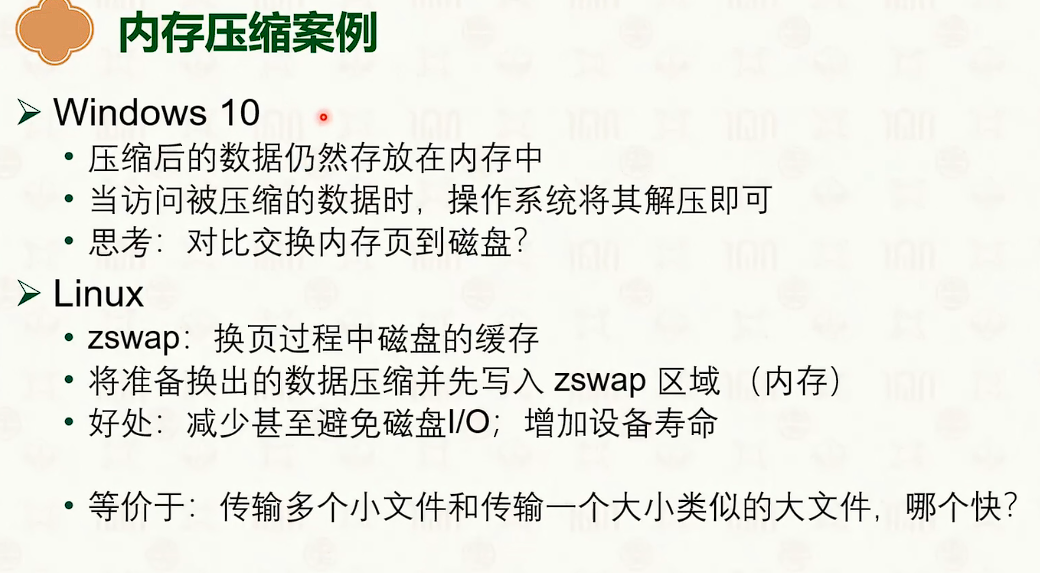 内存压缩案例
Windows 10
压缩后的数据仍然存放在内存中
当访问被压缩的数据时，操作系统将其解压即可
思考：对比交换内存页到磁盘？
Linux
zswap：换页过程中磁盘的缓存
将准备换出的数据压缩并先写入 zswap 区域 （内存）
好处：减少甚至避免磁盘I/O；增加设备寿命
等价于：传输多个小文件和传输一个大小类似的大文件，哪个快？